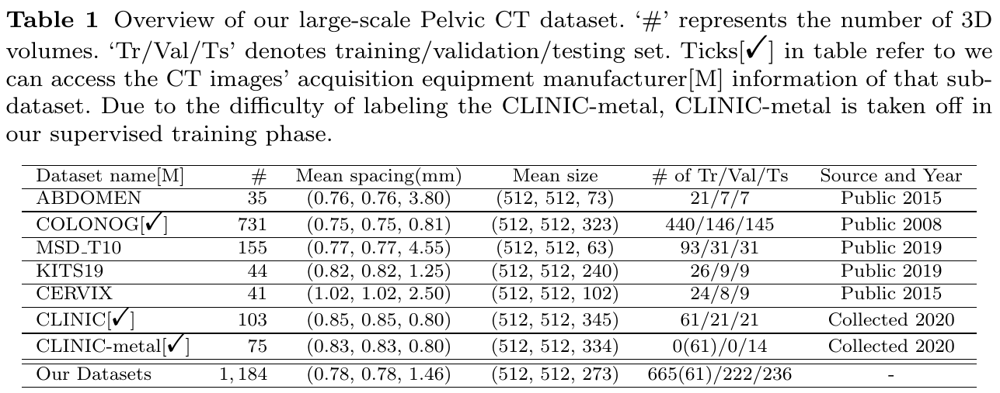 Table 1 Overview of our large-scale Pelvic CT dataset. ‘#’ represents the number of 3D
volumes. ‘Tr/Val/Ts’ denotes training/validation/testing set. Ticks[✓] in table refer to we
can access the CT images’ acquisition equipment manufacturer[M] information of that sub-
dataset. Due to the difficulty of labeling the CLINIC-metal, CLINIC-metal is taken off in
our supervised training phase.
Dataset name[M] # Mean spacing(mm) Mean size # of Tr/Val/Ts Source and Year
ABDOMEN 35 (0.76, 0.76, 3.80) (512, 512, 73) 21/7/7 Public 2015
COLONOG[✓] 731 (0.75, 0.75, 0.81) (512, 512, 323) 440/146/145 Public 2008
MSD_T10 155 (0.77, 0.77, 4.55) (512, 512, 63) 93/31/31 Public 2019
KITS19 44 (0.82, 0.82, 1.25) (512, 512, 240) 26/9/9 Public 2019
CERVIX 41 (1.02, 1.02, 2.50) (512, 512, 102) 24/8/9 Public 2015
CLINIC[✓] 103 (0.85, 0.85, 0.80) (512, 512, 345) 61/21/21 Collected 2020
CLINIC-metal[✓] 75 (0.83, 0.83, 0.80) (512, 512, 334) 0(61)/0/14 Collected 2020
Our Datasets 1,184 (0.78, 0.78, 1.46) (512, 512, 273) 665(61)/222/236 -